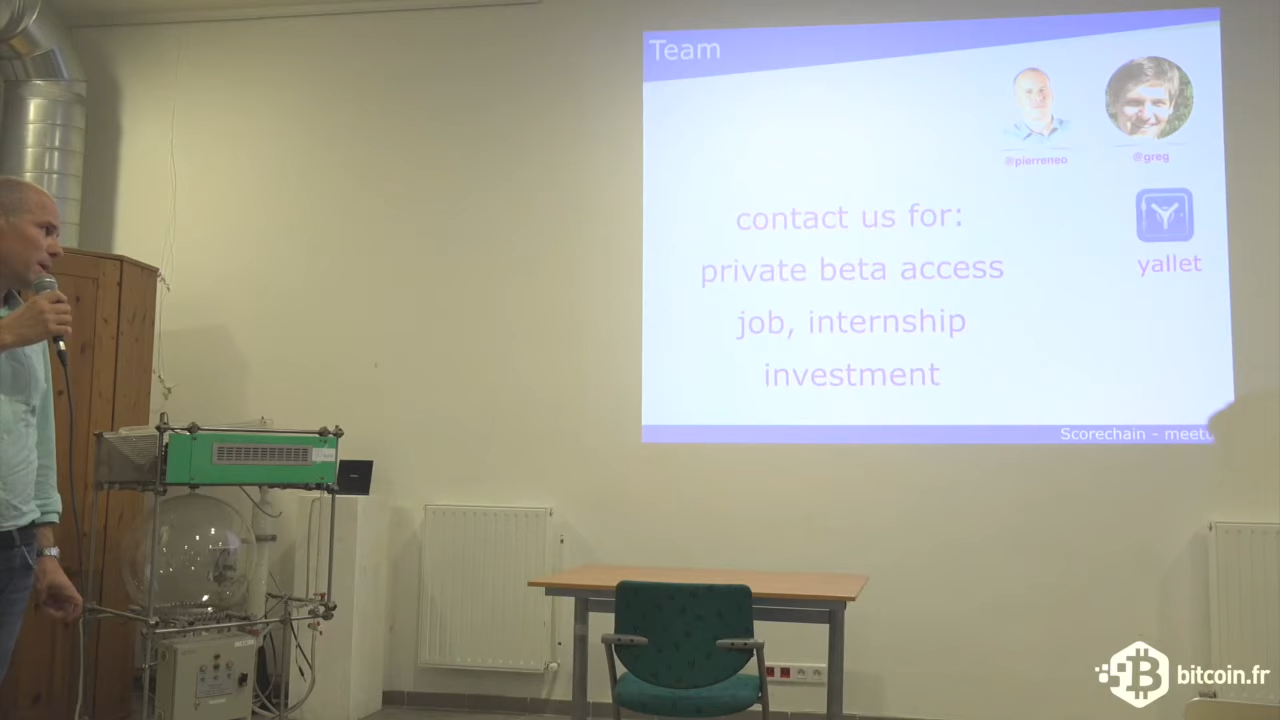 Team
@pierreneo
@greg
contact us for:
private beta access
job, internship
investment
yallet
Scorechain - meetu
bitcoin.fr